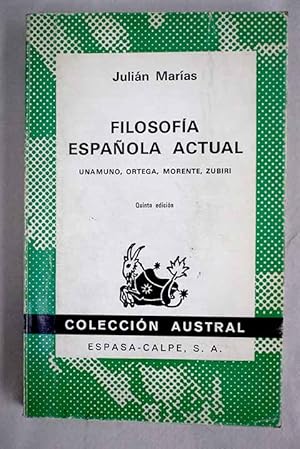 Julián Marías
FILOSOFÍA
ESPAÑOLA ACTUAL
UNAMUNO, ORTEGA, MORENTE, ZUBIRI
Quinta edición
COLECCIÓN AUSTRAL
ESPASA-CALPE, S. A.